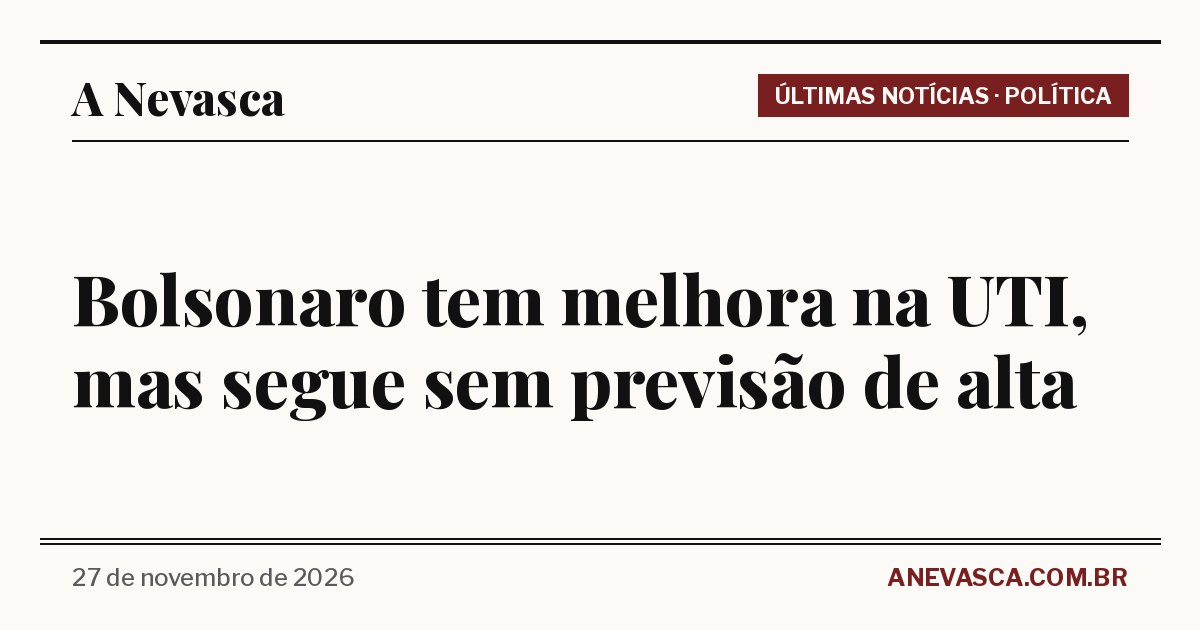 A Nevasca
ÚLTIMAS NOTÍCIAS · POLÍTICA
Bolsonaro tem melhora na UTI,
mas segue sem previsão de alta
27 de novembro de 2026
ANEVASCA.COM.BR